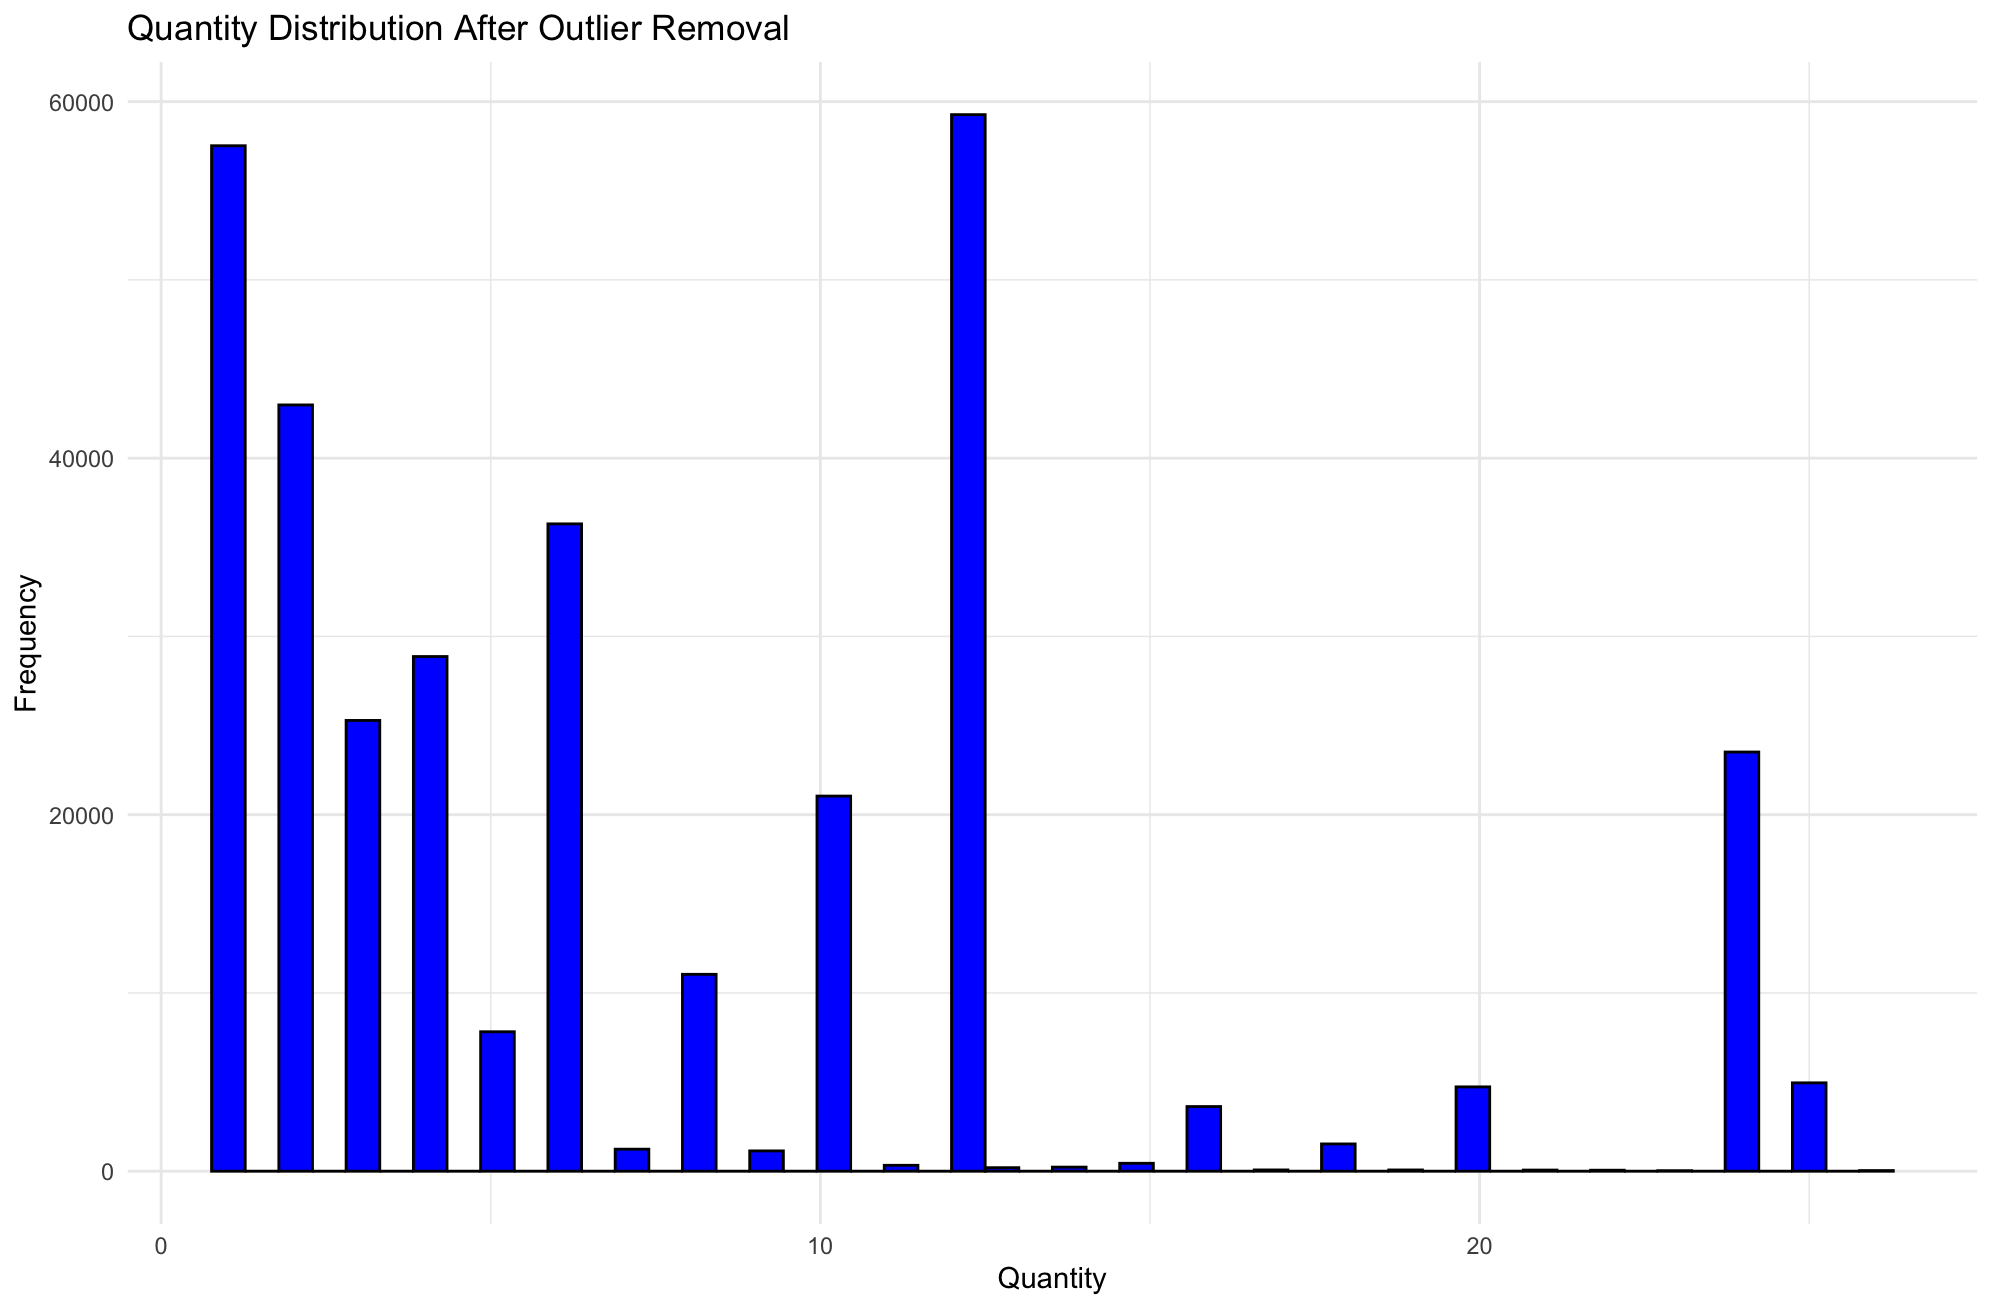 Quantity Distribution After Outlier Removal
60000
40000
20000
0
Frequency
0 10 20
Quantity